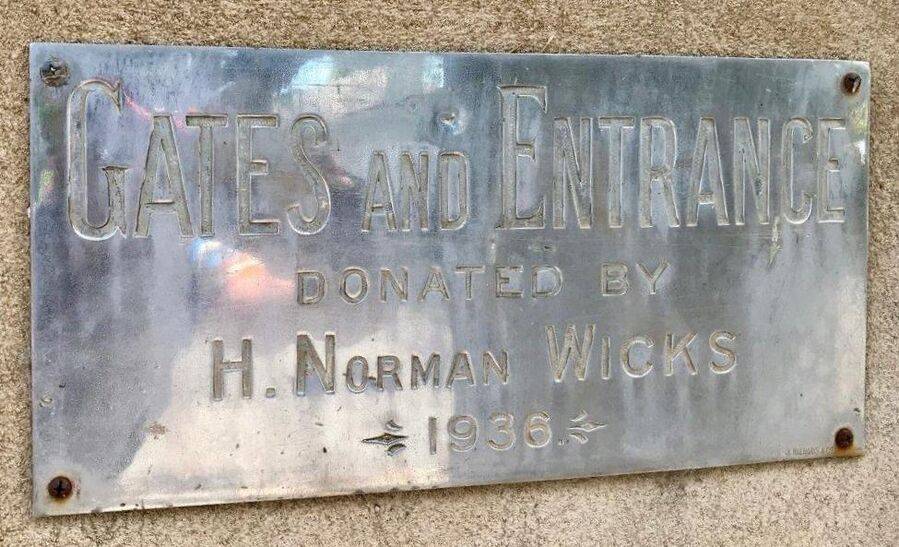 GATES AND ENTRANCE
DONATED BY
H. NORMAN WICKS
1936.